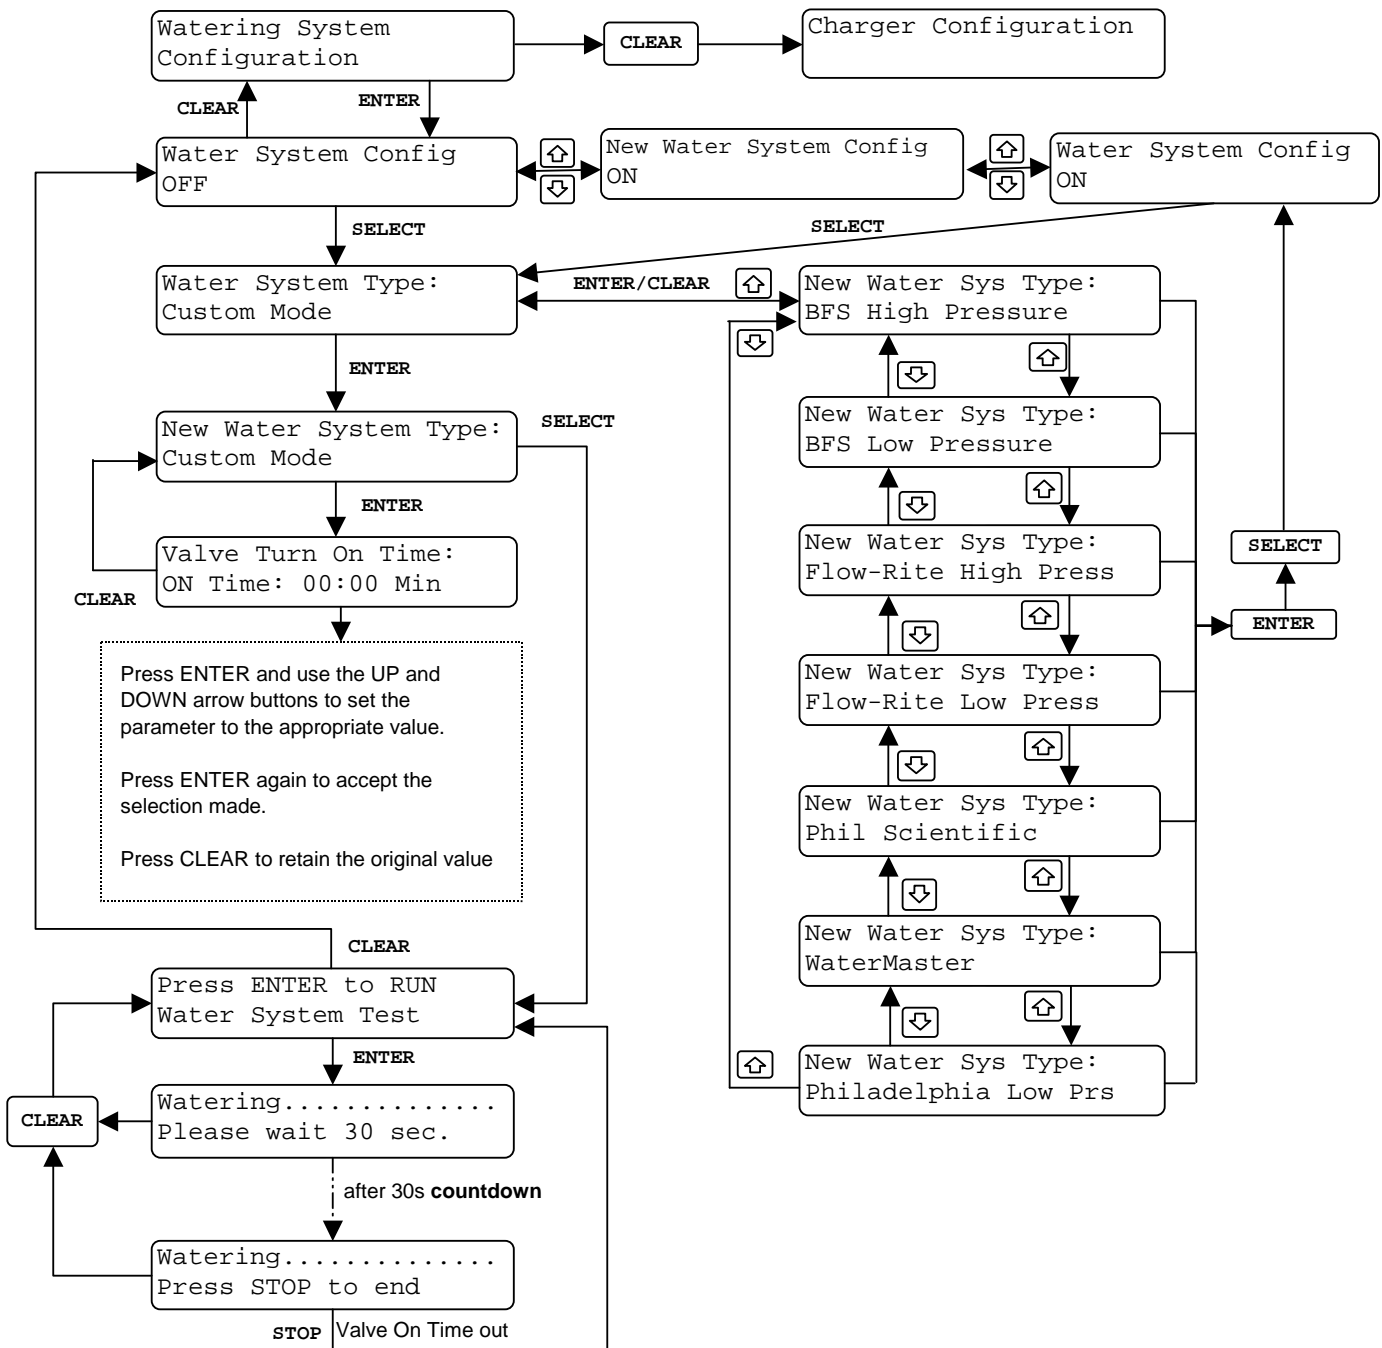 Watering System
Configuration
CLEAR
Charger Configuration
CLEAR
ENTER
Water System Config
OFF
New Water System Config
ON
Water System Config
ON
SELECT
SELECT
Water System Type:
Custom Mode
ENTER/CLEAR
New Water Sys Type:
BFS High Pressure
ENTER
New Water System Type:
Custom Mode
SELECT
New Water Sys Type:
BFS Low Pressure
ENTER
Valve Turn On Time:
ON Time: 00:00 Min
CLEAR
New Water Sys Type:
Flow-Rite High Press
SELECT
ENTER
Press ENTER and use the UP and
DOWN arrow buttons to set the
parameter to the appropriate value.
Press ENTER again to accept the
selection made.
Press CLEAR to retain the original value
New Water Sys Type:
Flow-Rite Low Press
New Water Sys Type:
Phil Scientific
New Water Sys Type:
WaterMaster
New Water Sys Type:
Philadelphia Low Prs
CLEAR
Press ENTER to RUN
Water System Test
ENTER
CLEAR
Watering..............
Please wait 30 sec.
after 30s countdown
Watering..............
Press STOP to end
STOP
Valve On Time out